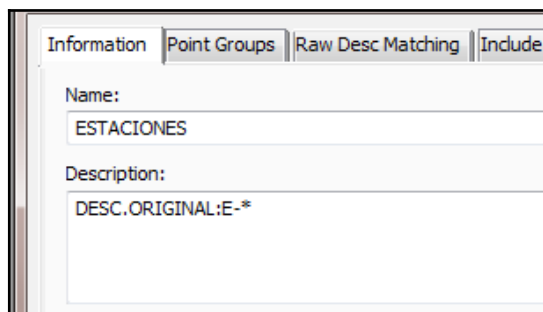 Information Point Groups Raw Desc Matching Include
Name:
ESTACIONES
Description:
DESC.ORIGINAL:E-*